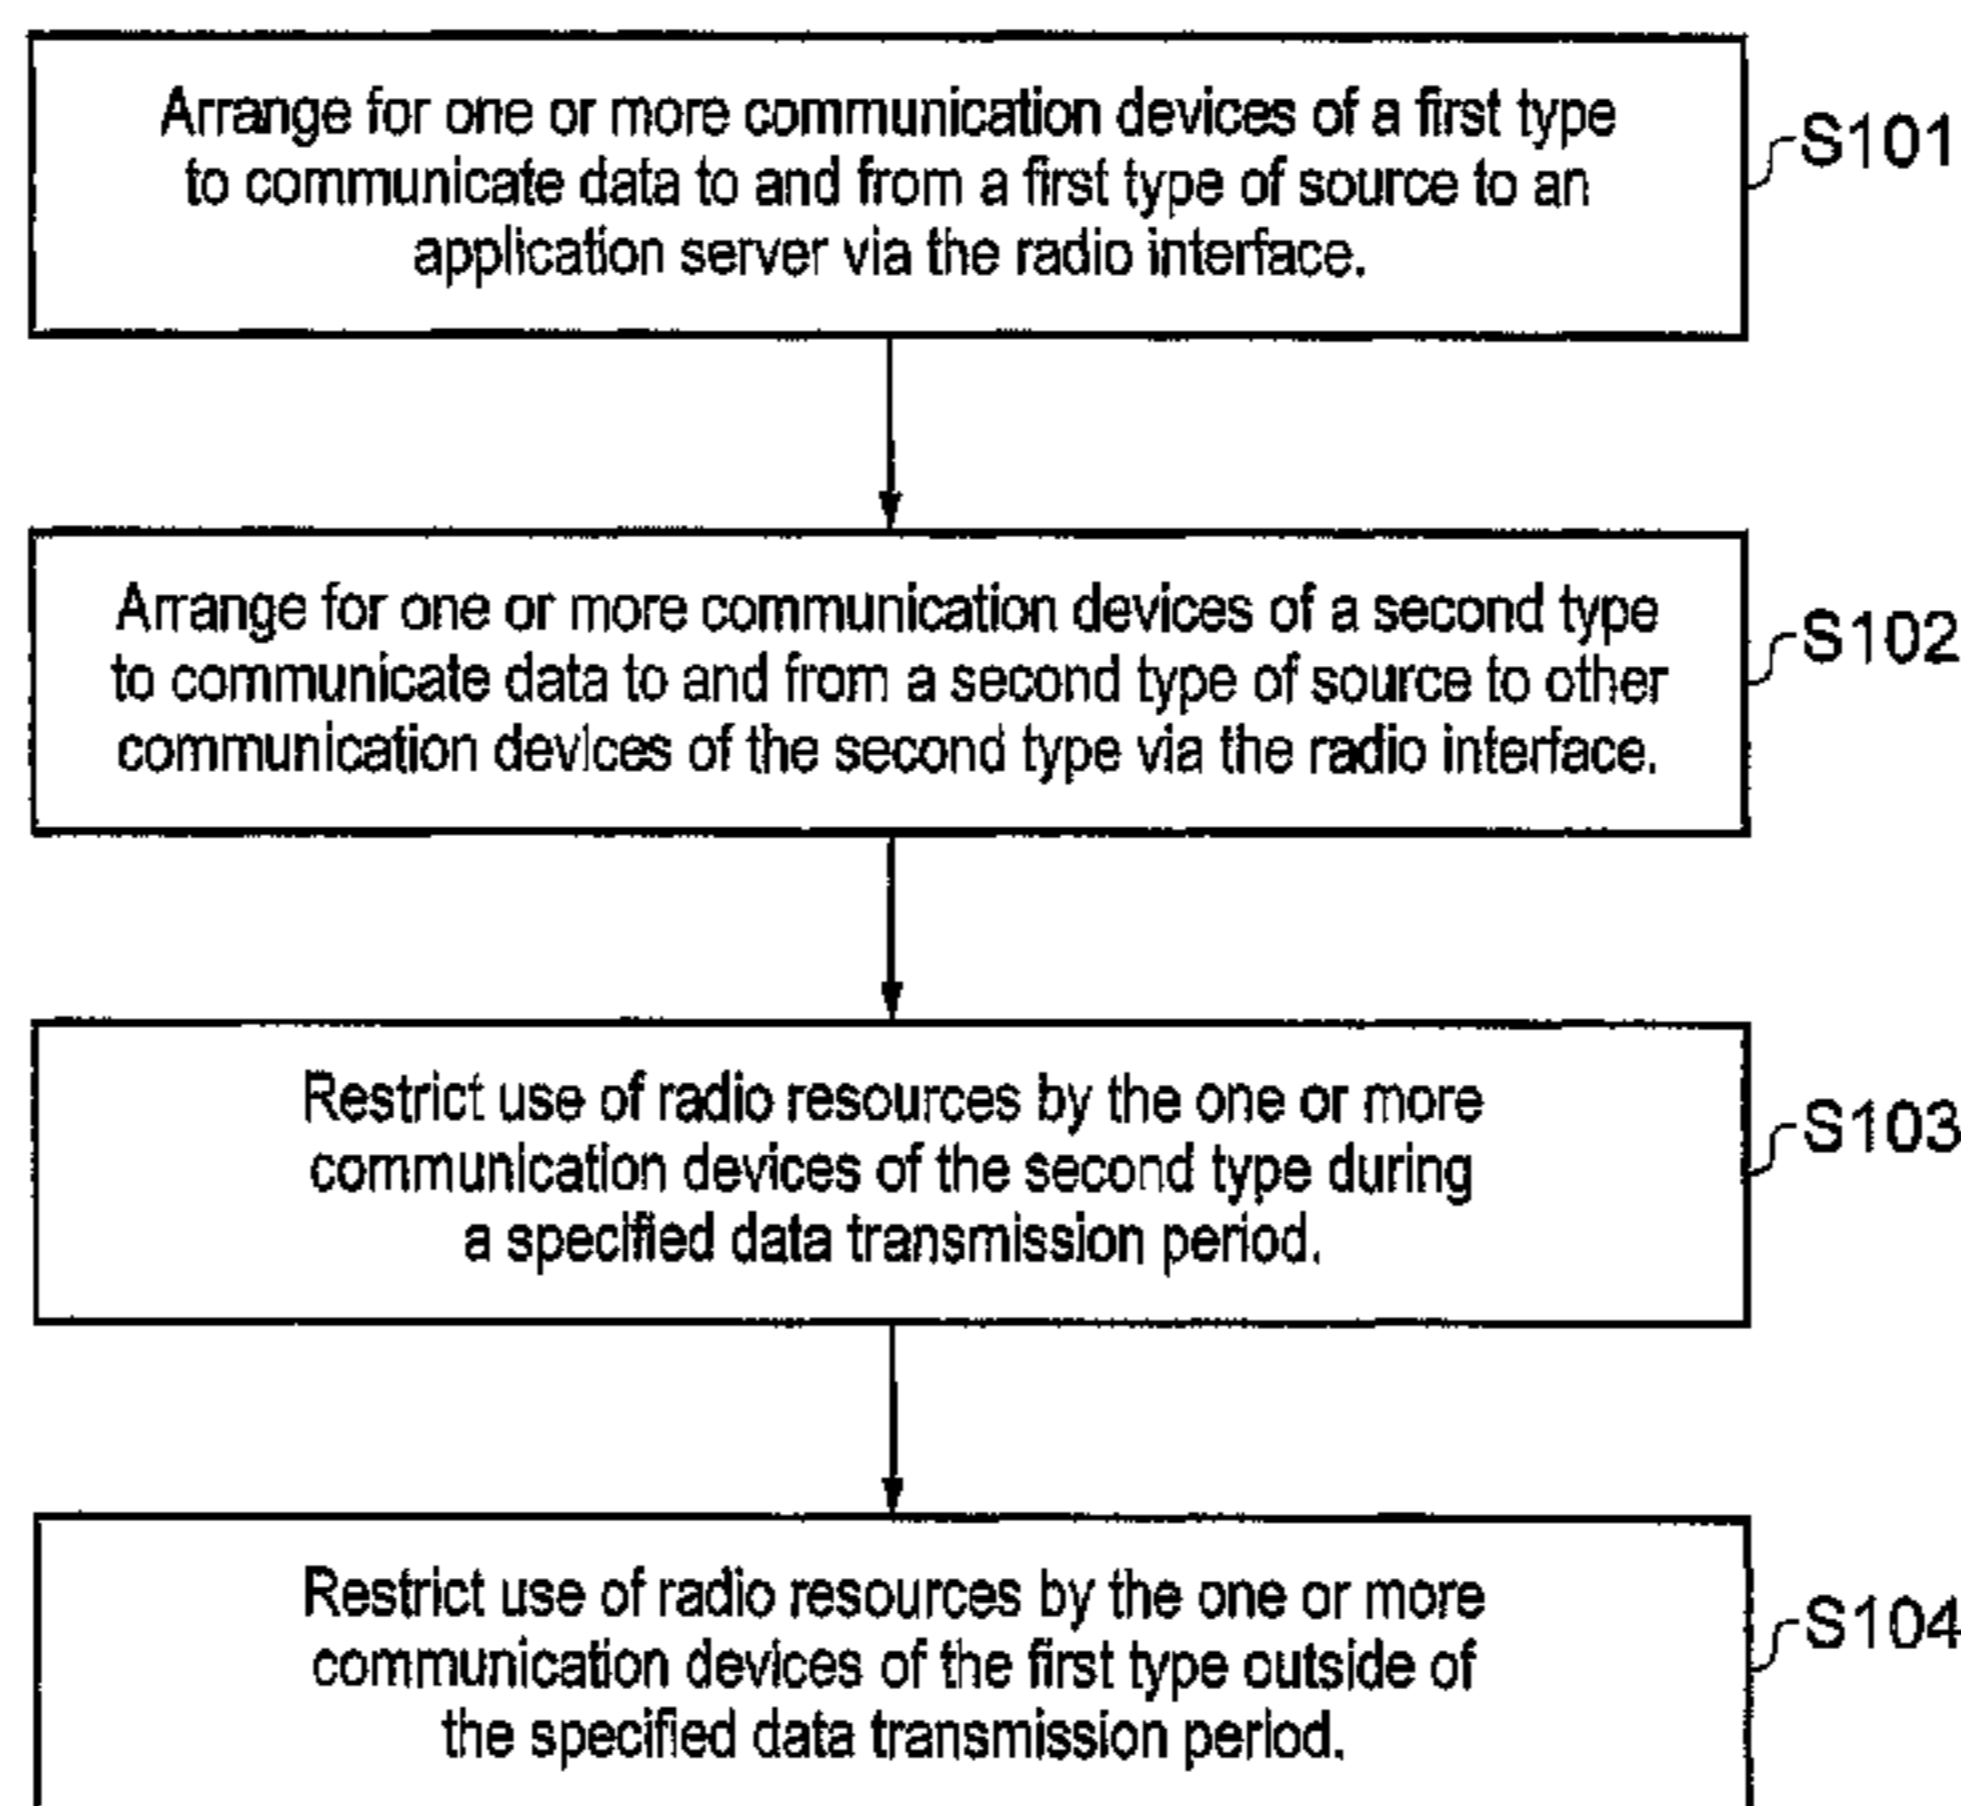 Arrange for one or more communication devices of a first type
to communicate data to and from a first type of source to an
application server via the radio interface.
S101
Arrange for one or more communication devices of a second type
to communicate data to and from a second type of source to other
communication devices of the second type via the radio interface.
S102
Restrict use of radio resources by the one or more
communication devices of the second type during
a specified data transmission period.
S103
Restrict use of radio resources by the one or more
communication devices of the first type outside of
the specified data transmission period.
S104